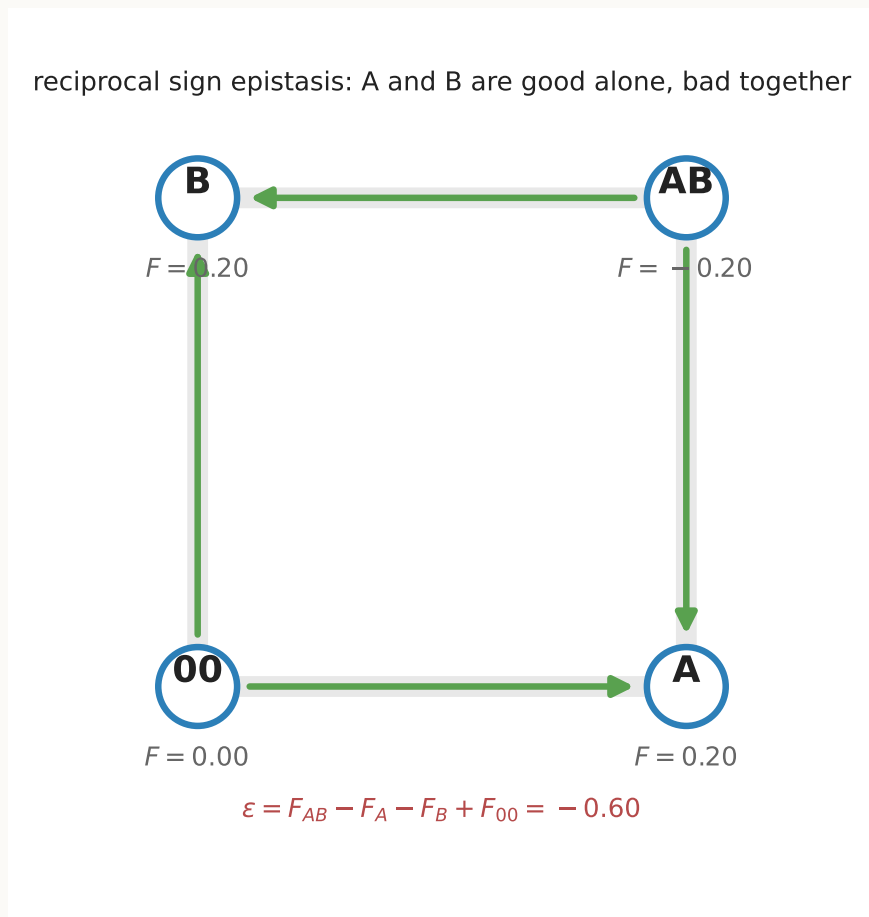 reciprocal sign epistasis: A and B are good alone, bad together
B
AB
F = 0.20
F = −0.20
00
A
F = 0.00
F = 0.20
ε = F_AB − F_A − F_B + F_00 = −0.60